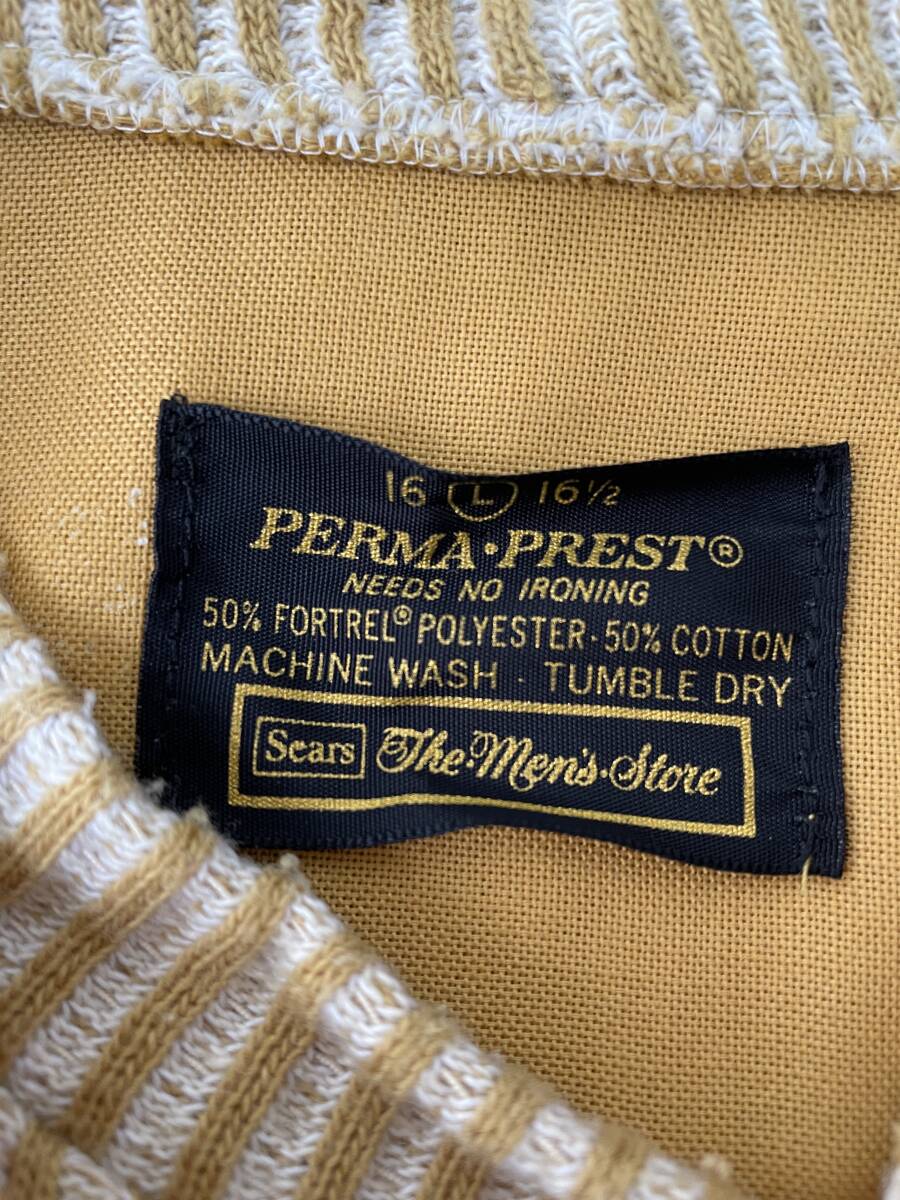 16 L 16½
PERMA·PREST®
NEEDS NO IRONING
50% FORTREL® POLYESTER·50% COTTON
MACHINE WASH · TUMBLE DRY
Sears The·Men's·Store